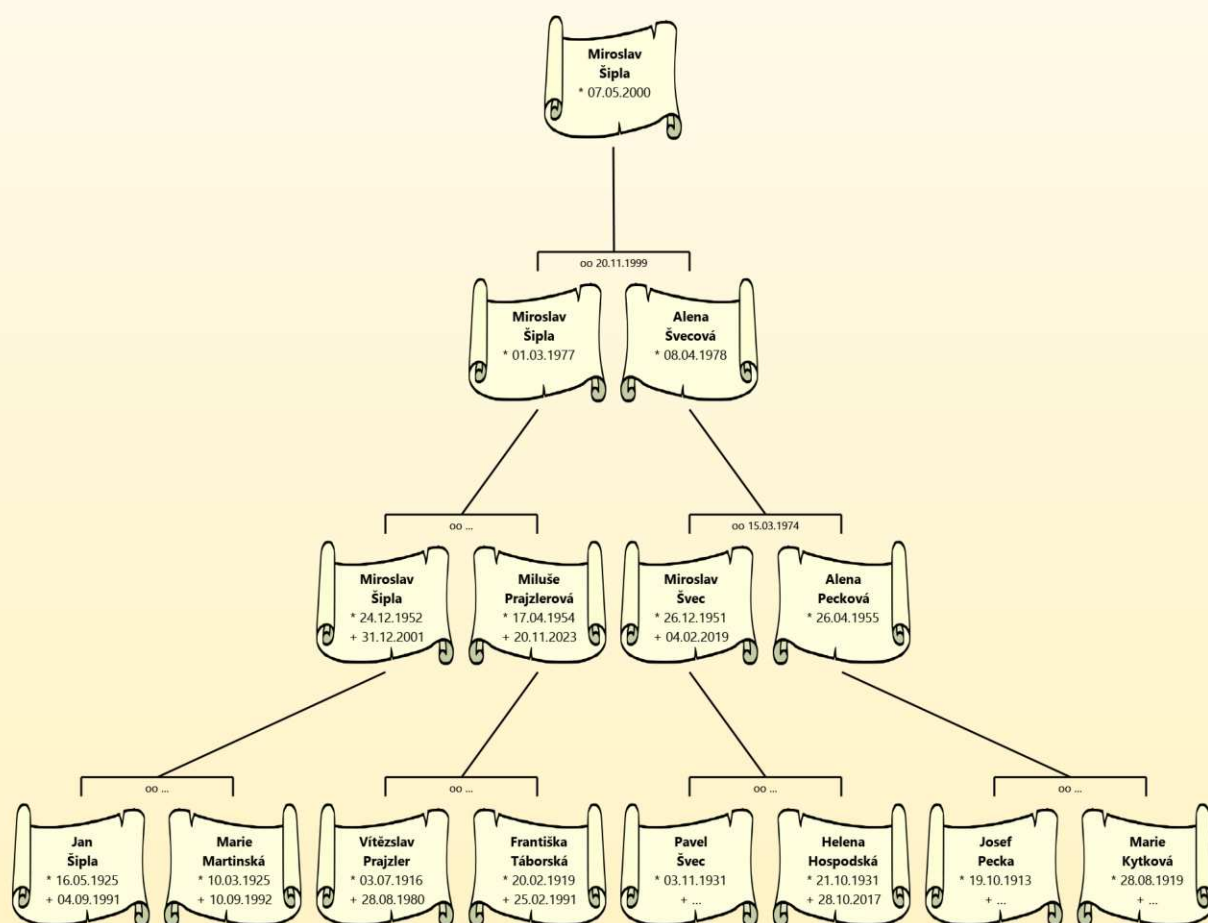 Miroslav
Šipla
* 07.05.2000
oo 20.11.1999
Miroslav
Šipla
* 01.03.1977
Alena
Švecová
* 08.04.1978
oo ...
oo 15.03.1974
Miroslav
Šipla
* 24.12.1952
+ 31.12.2001
Miluše
Prajzlerová
* 17.04.1954
+ 20.11.2023
Miroslav
Švec
* 26.12.1951
+ 04.02.2019
Alena
Pecková
* 26.04.1955
oo ...
oo ...
oo ...
oo ...
Jan
Šipla
* 16.05.1925
+ 04.09.1991
Marie
Martinská
* 10.03.1925
+ 10.09.1992
Vítězslav
Prajzler
* 03.07.1916
+ 28.08.1980
Františka
Táborská
* 20.02.1919
+ 25.02.1991
Pavel
Švec
* 03.11.1931
+ ...
Helena
Hospodská
* 21.10.1931
+ 28.10.2017
Josef
Pecka
* 19.10.1913
+ ...
Marie
Kytková
* 28.08.1919
+ ...